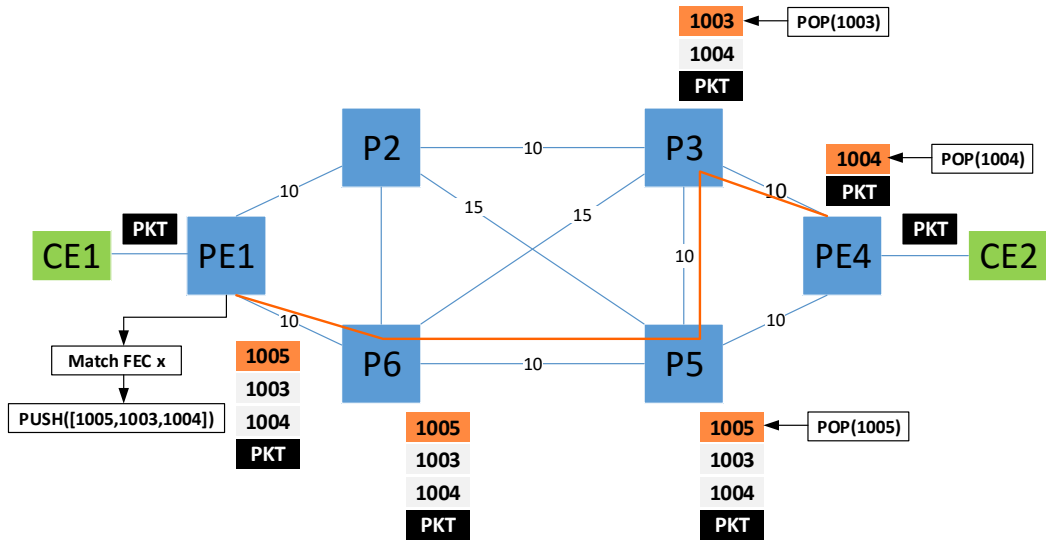 1003
POP(1003)
1004
PKT
P2
10
P3
10
15
15
10
1004
POP(1004)
PKT
PKT
PKT
CE1
PE1
10
PE4
CE2
10
10
Match FEC x
PUSH([1005,1003,1004])
P6
10
P5
1005
1003
1004
PKT
1005
1003
1004
PKT
1005
POP(1005)
1003
1004
PKT